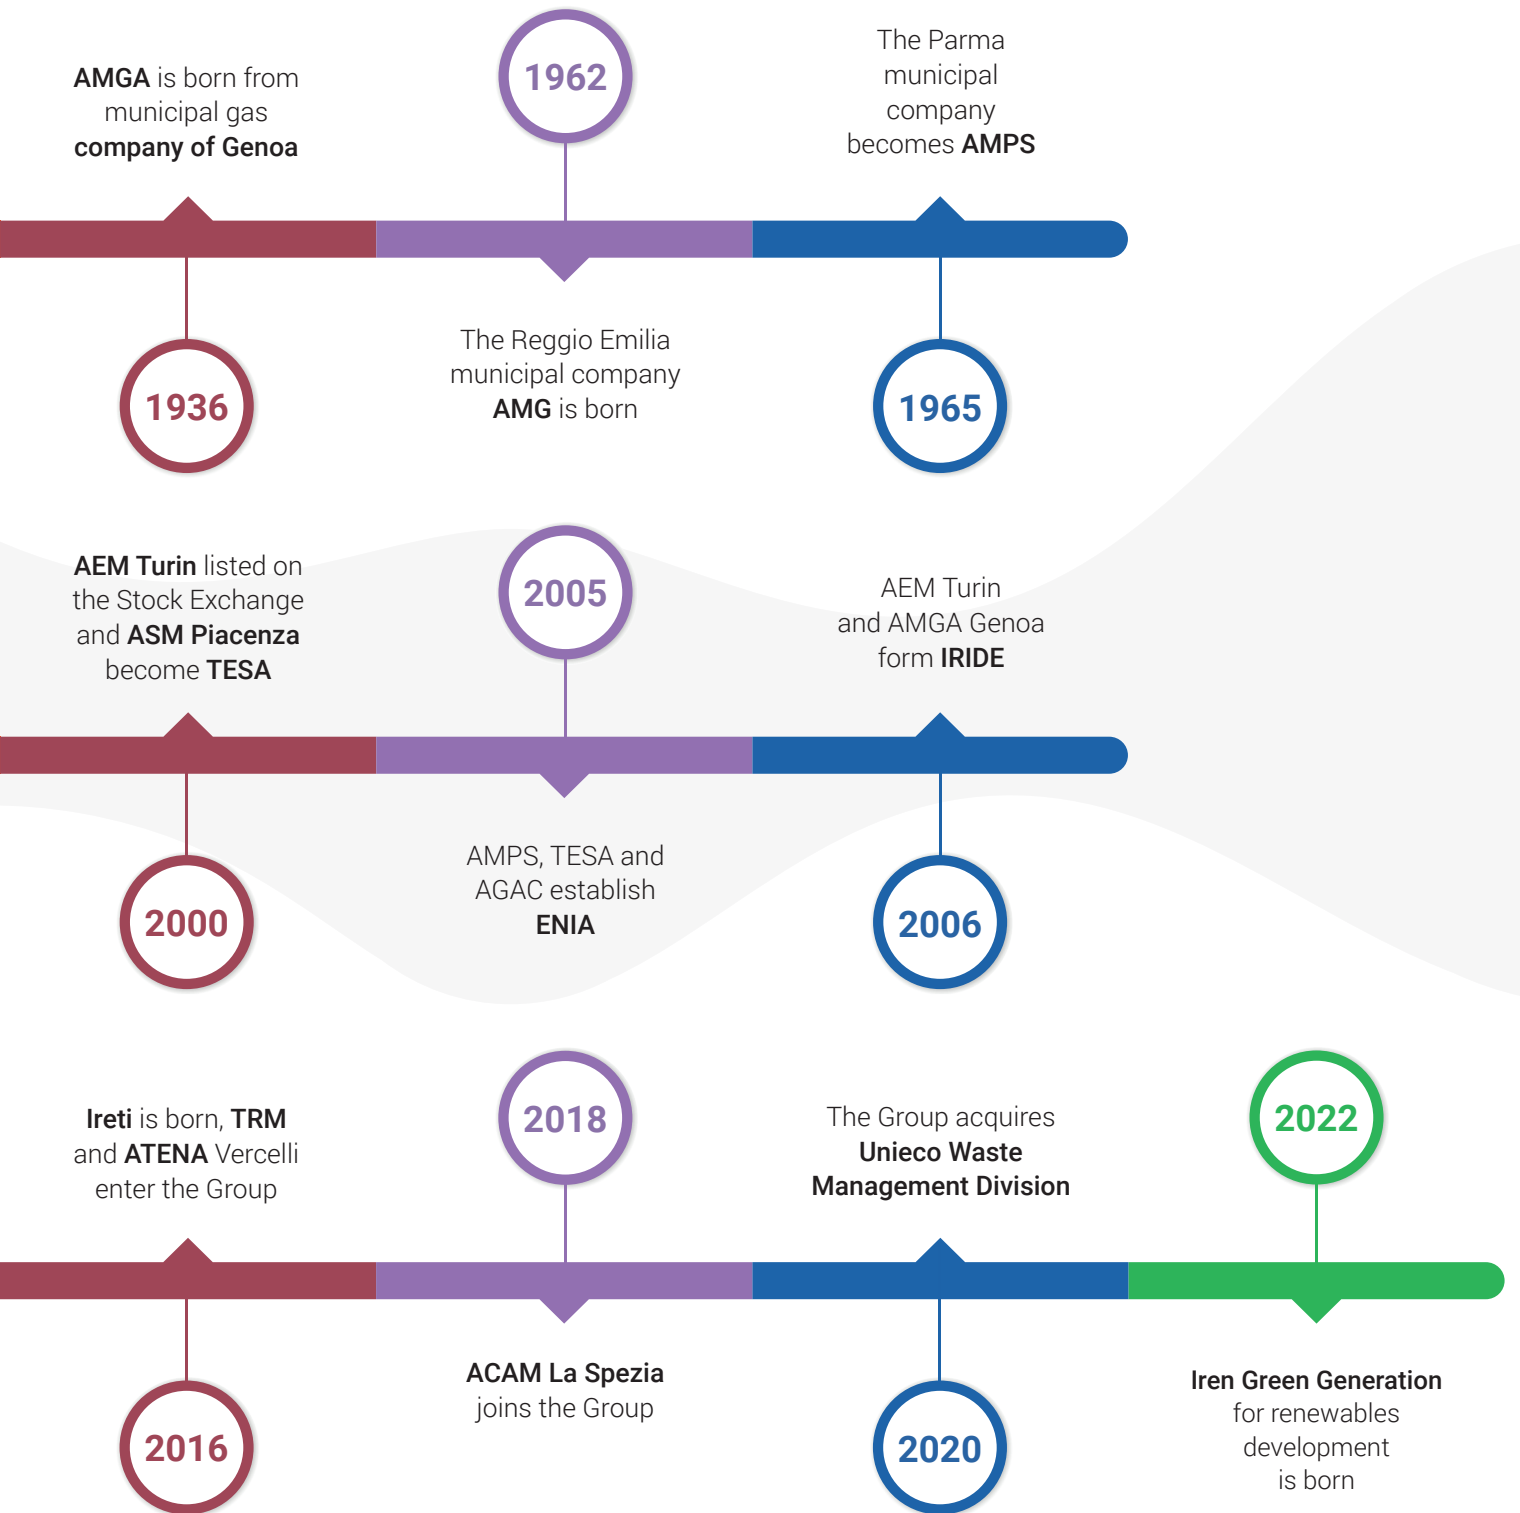 AMGA is born from
municipal gas
company of Genoa
1936
1962
The Reggio Emilia
municipal company
AMG is born
The Parma
municipal
company
becomes AMPS
1965
AEM Turin listed on
the Stock Exchange
and ASM Piacenza
become TESA
2000
2005
AMPS, TESA and
AGAC establish
ENIA
AEM Turin
and AMGA Genoa
form IRIDE
2006
Ireti is born, TRM
and ATENA Vercelli
enter the Group
2016
2018
ACAM La Spezia
joins the Group
The Group acquires
Unieco Waste
Management Division
2020
2022
Iren Green Generation
for renewables
development
is born